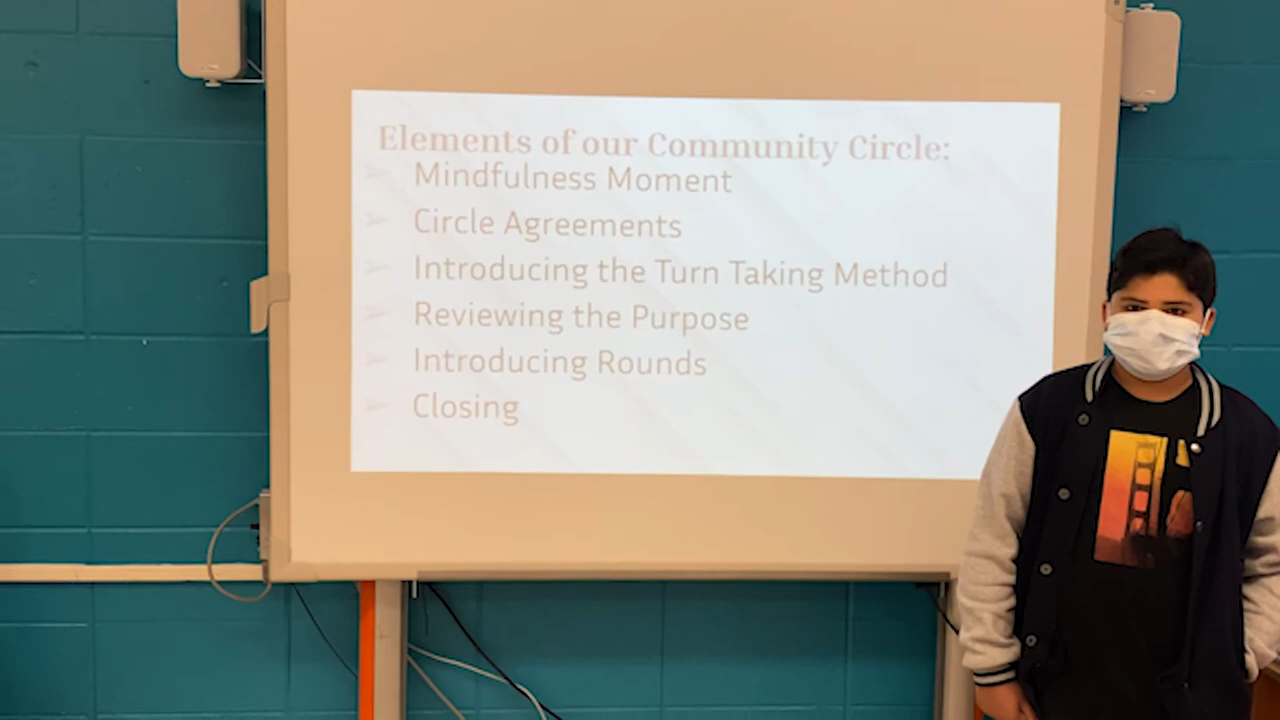 Elements of our Community Circle:
Mindfulness Moment
Circle Agreements
Introducing the Turn Taking Method
Reviewing the Purpose
Introducing Rounds
Closing